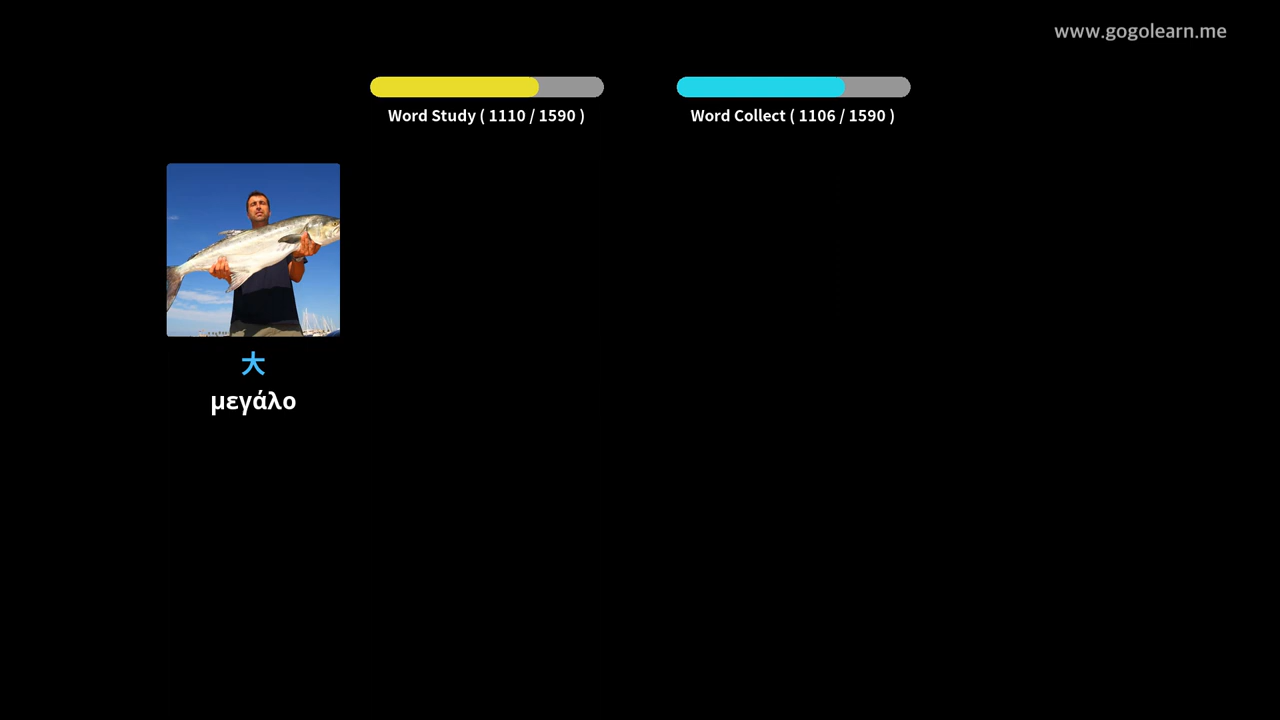 www.gogolearn.me
Word Study ( 1110 / 1590 )
Word Collect ( 1106 / 1590 )
大
μεγάλο